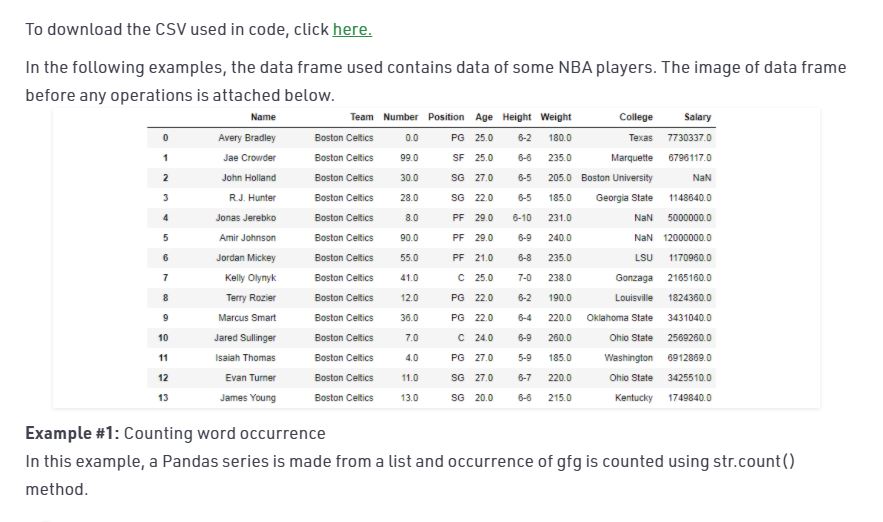 To download the CSV used in code, click here.
In the following examples, the data frame used contains data of some NBA players. The image of data frame
before any operations is attached below.
Name Team Number Position Age Height Weight College Salary
0 Avery Bradley Boston Celtics 0.0 PG 25.0 6-2 180.0 Texas 7730337.0
1 Jae Crowder Boston Celtics 99.0 SF 25.0 6-6 235.0 Marquette 6796117.0
2 John Holland Boston Celtics 30.0 SG 27.0 6-5 205.0 Boston University NaN
3 R.J. Hunter Boston Celtics 28.0 SG 22.0 6-5 185.0 Georgia State 1148640.0
4 Jonas Jerebko Boston Celtics 8.0 PF 29.0 6-10 231.0 NaN 5000000.0
5 Amir Johnson Boston Celtics 90.0 PF 29.0 6-9 240.0 NaN 12000000.0
6 Jordan Mickey Boston Celtics 55.0 PF 21.0 6-8 235.0 LSU 1170960.0
7 Kelly Olynyk Boston Celtics 41.0 C 25.0 7-0 238.0 Gonzaga 2165160.0
8 Terry Rozier Boston Celtics 12.0 PG 22.0 6-2 190.0 Louisville 1824360.0
9 Marcus Smart Boston Celtics 36.0 PG 22.0 6-4 220.0 Oklahoma State 3431040.0
10 Jared Sullinger Boston Celtics 7.0 C 24.0 6-9 260.0 Ohio State 2569260.0
11 Isaiah Thomas Boston Celtics 4.0 PG 27.0 5-9 185.0 Washington 6912869.0
12 Evan Turner Boston Celtics 11.0 SG 27.0 6-7 220.0 Ohio State 3425510.0
13 James Young Boston Celtics 13.0 SG 20.0 6-6 215.0 Kentucky 1749840.0
Example #1: Counting word occurrence
In this example, a Pandas series is made from a list and occurrence of gfg is counted using str.count()
method.